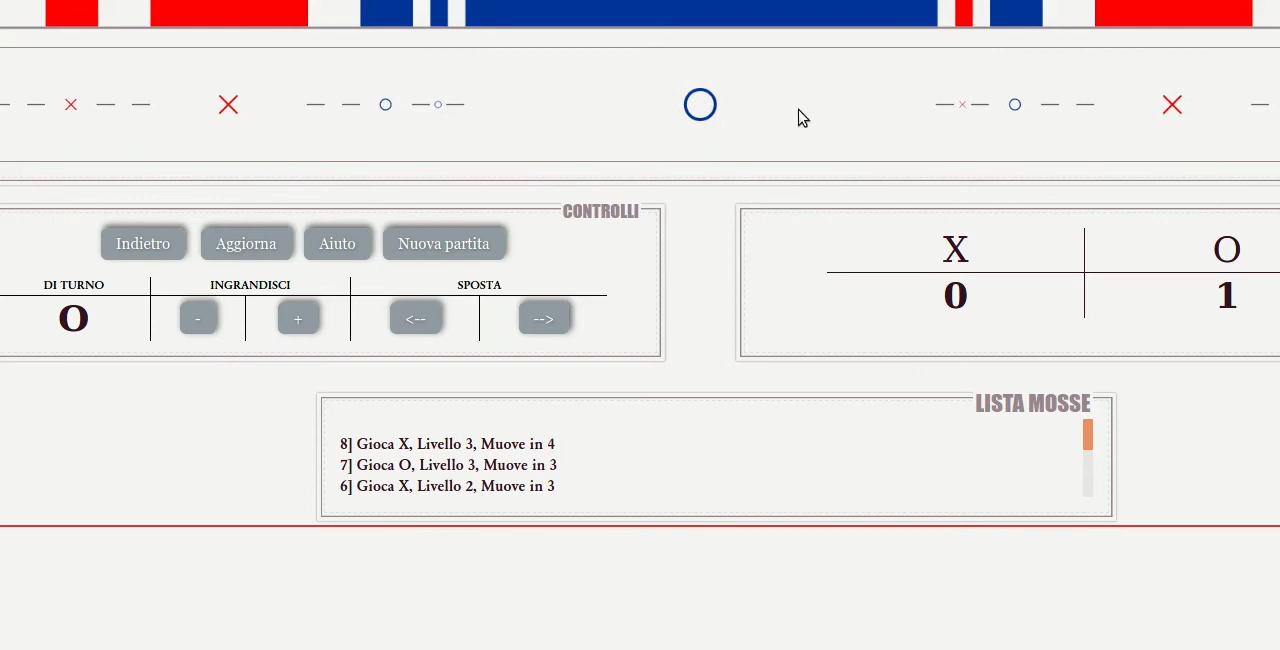 CONTROLLI
Indietro Aggiorna Aiuto Nuova partita
X O
DI TURNO INGRANDISCI SPOSTA
O - + <-- -->
0 1
LISTA MOSSE
8] Gioca X, Livello 3, Muove in 4
7] Gioca O, Livello 3, Muove in 3
6] Gioca X, Livello 2, Muove in 3